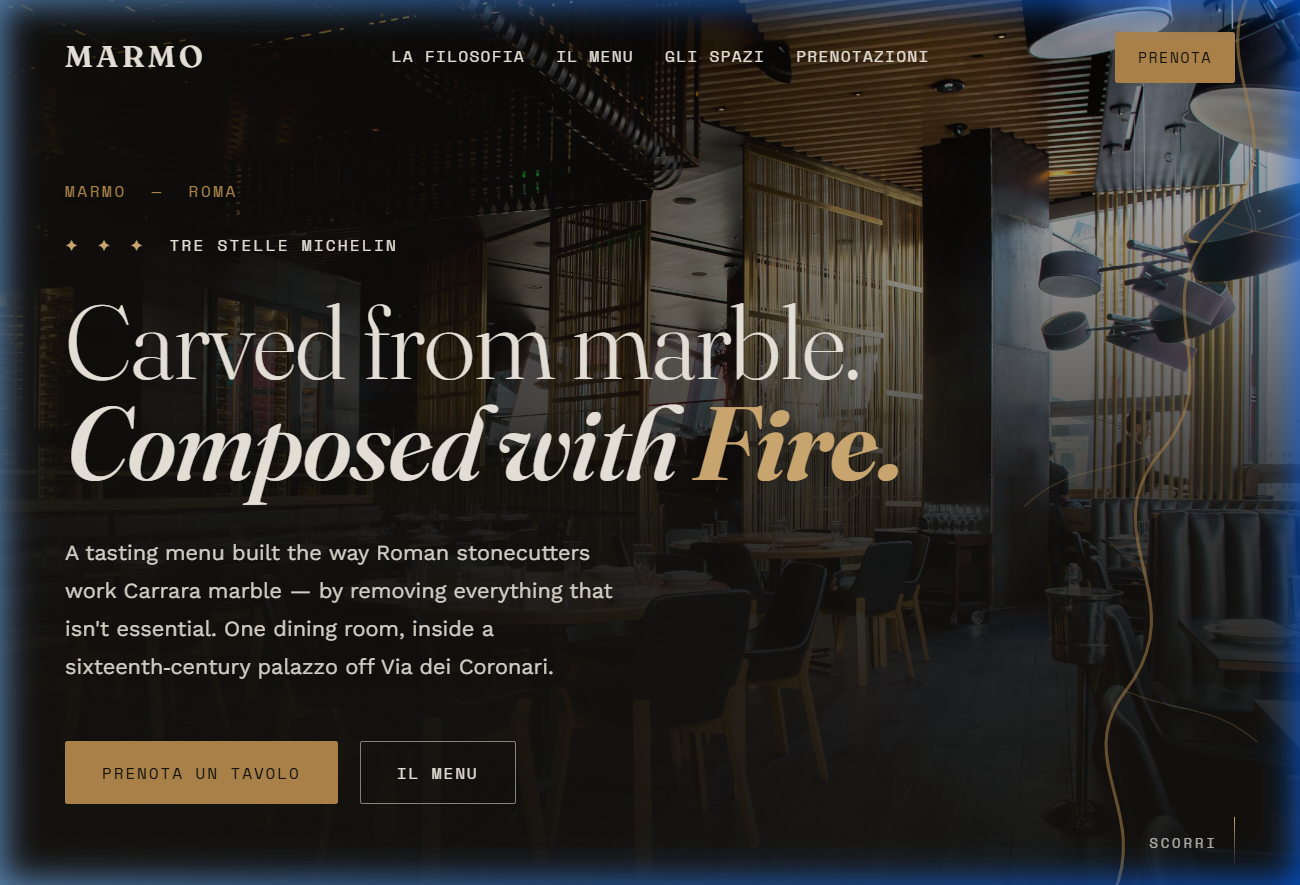 MARMO
LA FILOSOFIA IL MENU GLI SPAZI PRENOTAZIONI
PRENOTA
MARMO — ROMA
✦ ✦ ✦ TRE STELLE MICHELIN
Carved from marble.
Composed with Fire.
A tasting menu built the way Roman stonecutters
work Carrara marble — by removing everything that
isn't essential. One dining room, inside a
sixteenth-century palazzo off Via dei Coronari.
PRENOTA UN TAVOLO
IL MENU
SCORRI